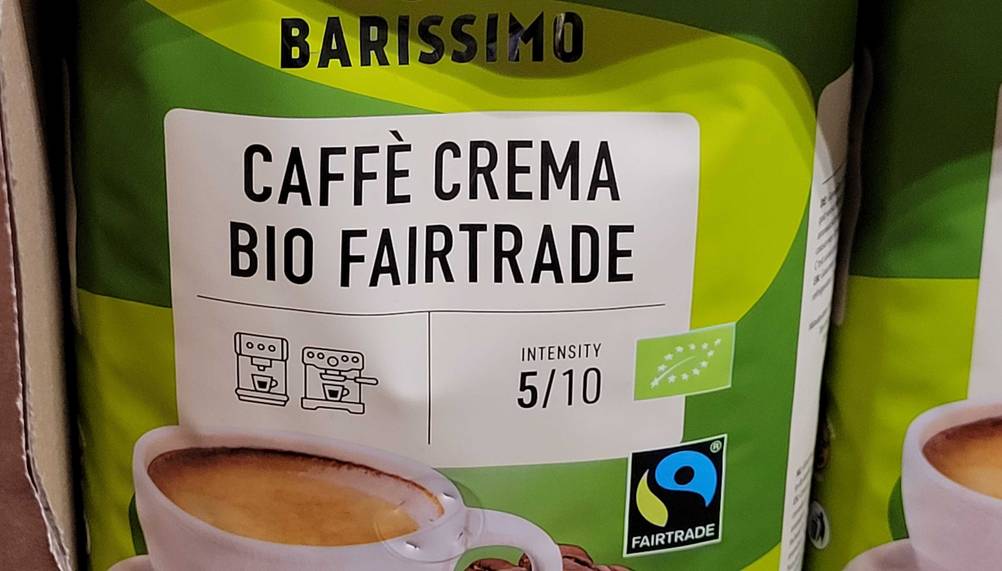 BARISSIMO
CAFFÈ CREMA
BIO FAIRTRADE
INTENSITY
5/10
®
FAIRTRADE